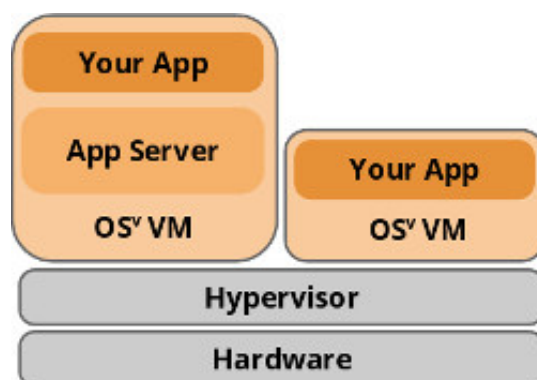 Your App
App Server
OSᵛ VM
Your App
OSᵛ VM
Hypervisor
Hardware